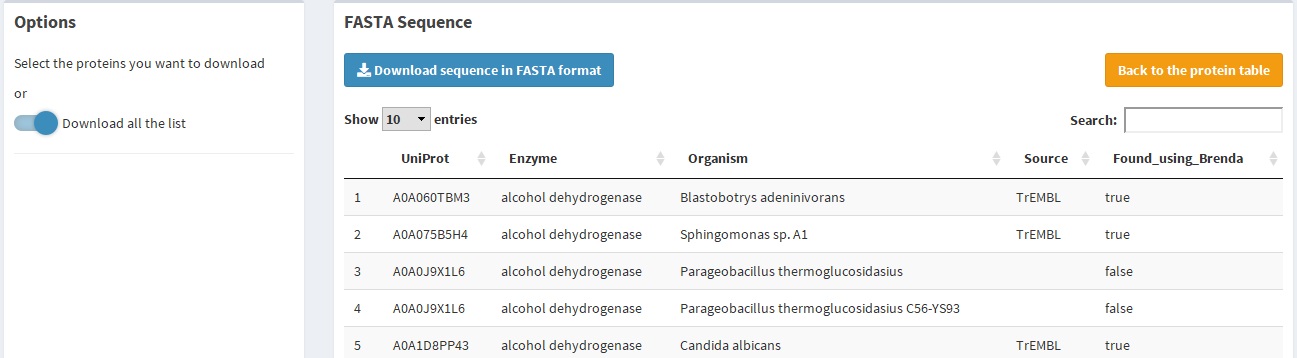 Options
Select the proteins you want to download
or
Download all the list
FASTA Sequence
Download sequence in FASTA format
Back to the protein table
Show 10 entries
Search:
UniProt Enzyme Organism Source Found_using_Brenda
1 A0A060TBM3 alcohol dehydrogenase Blastobotrys adeninivorans TrEMBL true
2 A0A075B5H4 alcohol dehydrogenase Sphingomonas sp. A1 TrEMBL true
3 A0A0J9X1L6 alcohol dehydrogenase Parageobacillus thermoglucosidasius false
4 A0A0J9X1L6 alcohol dehydrogenase Parageobacillus thermoglucosidasius C56-YS93 false
5 A0A1D8PP43 alcohol dehydrogenase Candida albicans TrEMBL true